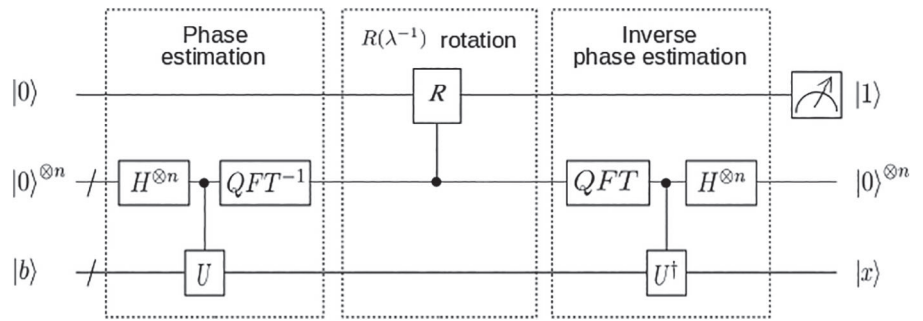 Phase
estimation
R(λ⁻¹) rotation
Inverse
phase estimation
|0⟩
R
|1⟩
|0⟩⊗ⁿ
H⊗ⁿ
QFT⁻¹
QFT
H⊗ⁿ
|0⟩⊗ⁿ
|b⟩
U
U†
|x⟩